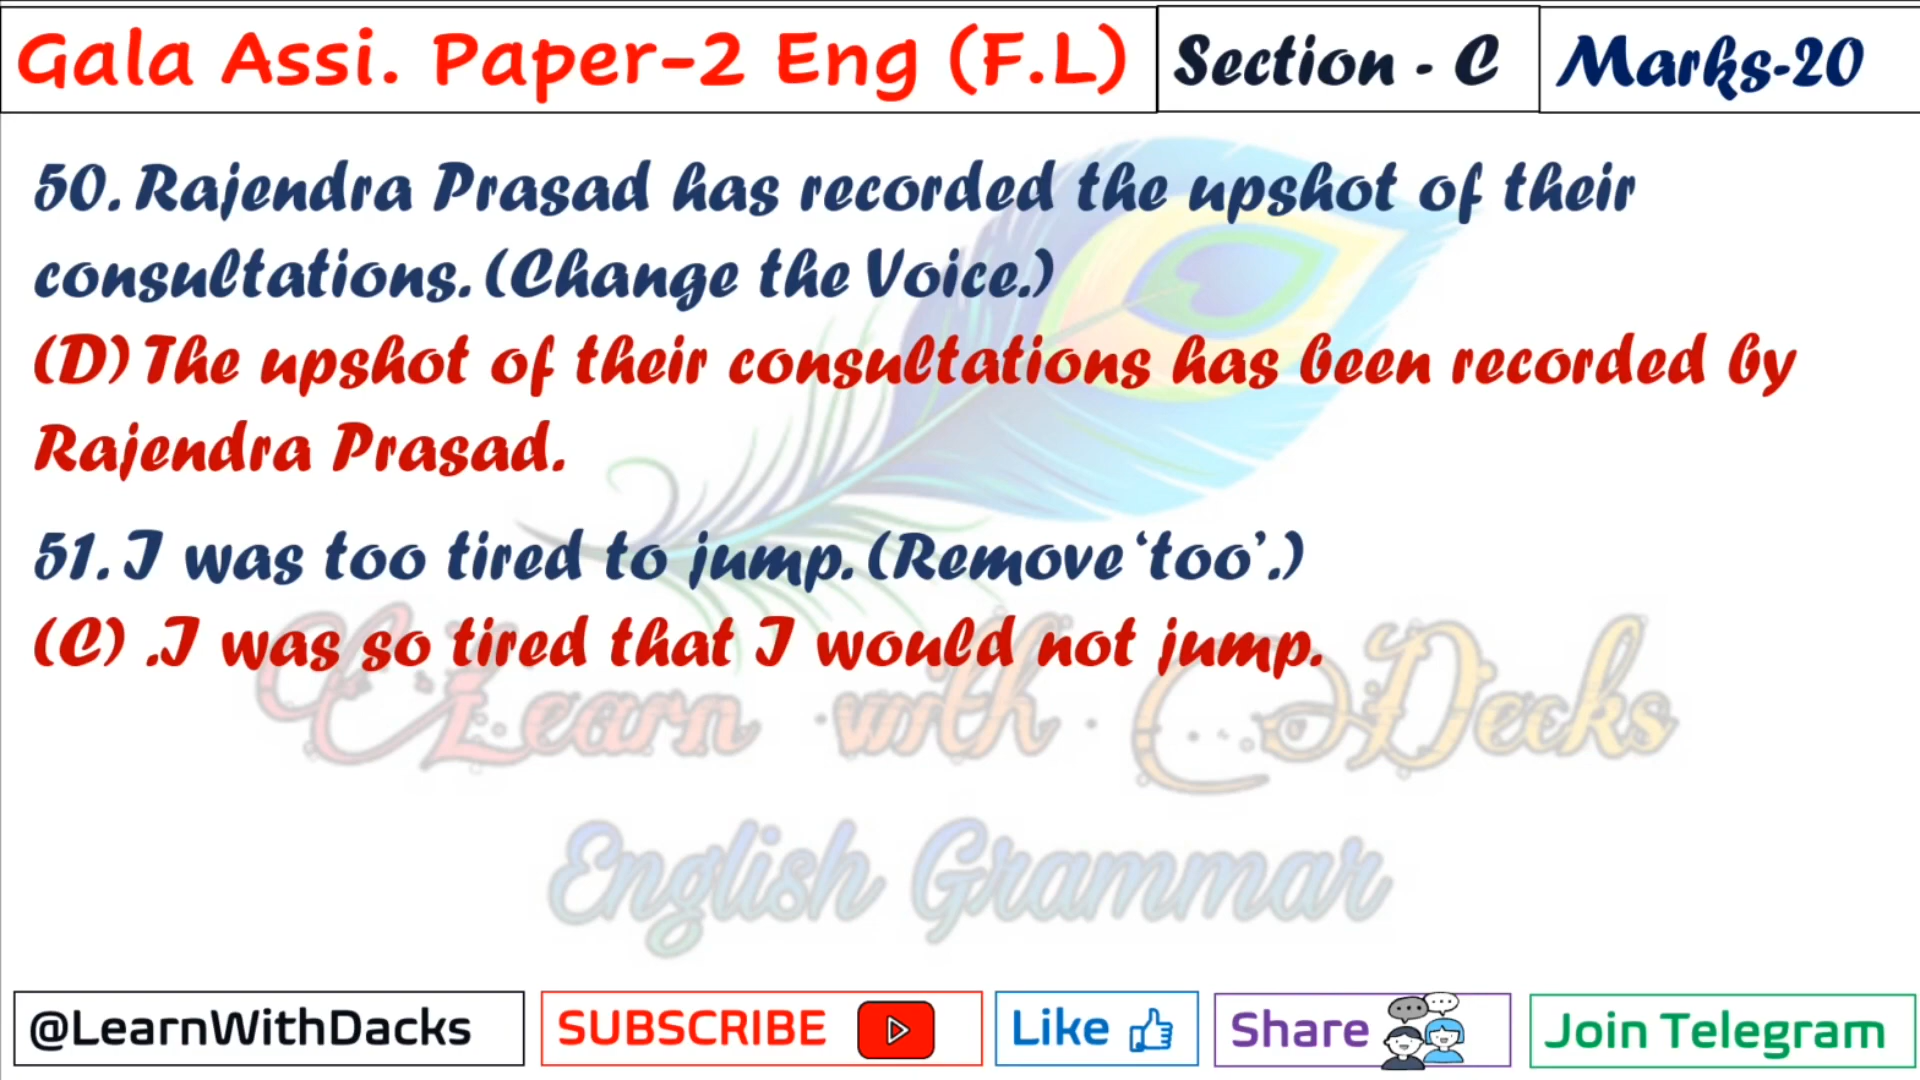 Gala Assi. Paper-2 Eng (F.L) Section - C Marks-20
50. Rajendra Prasad has recorded the upshot of their
consultations. (Change the Voice.)
(D) The upshot of their consultations has been recorded by
Rajendra Prasad.
51. I was too tired to jump. (Remove ‘too’.)
(C) .I was so tired that I would not jump.
Learn with Decks
English Grammar
@LearnWithDacks SUBSCRIBE Like Share Join Telegram